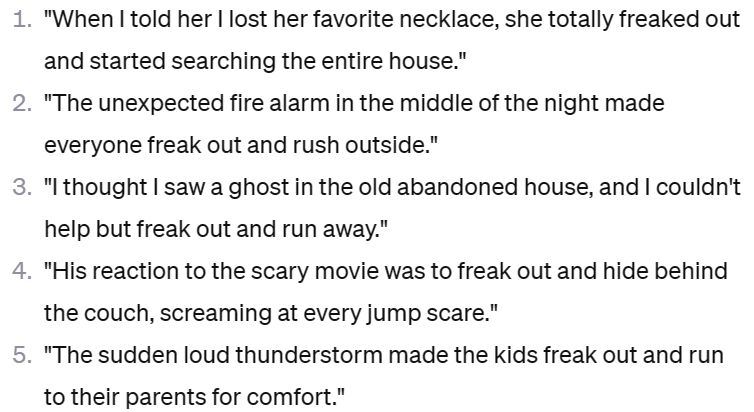 1. "When I told her I lost her favorite necklace, she totally freaked out
and started searching the entire house."
2. "The unexpected fire alarm in the middle of the night made
everyone freak out and rush outside."
3. "I thought I saw a ghost in the old abandoned house, and I couldn't
help but freak out and run away."
4. "His reaction to the scary movie was to freak out and hide behind
the couch, screaming at every jump scare."
5. "The sudden loud thunderstorm made the kids freak out and run
to their parents for comfort."